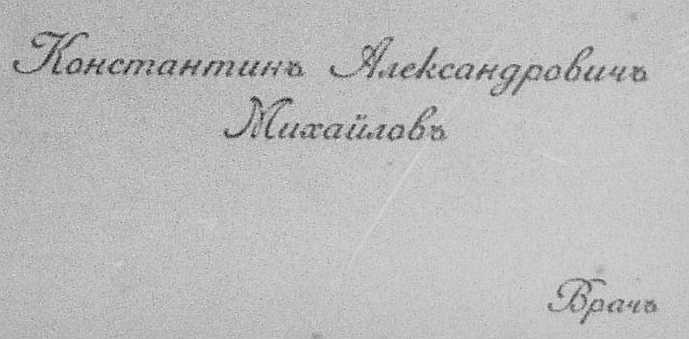 Константинъ Александровичъ
Михайловъ
Врачъ